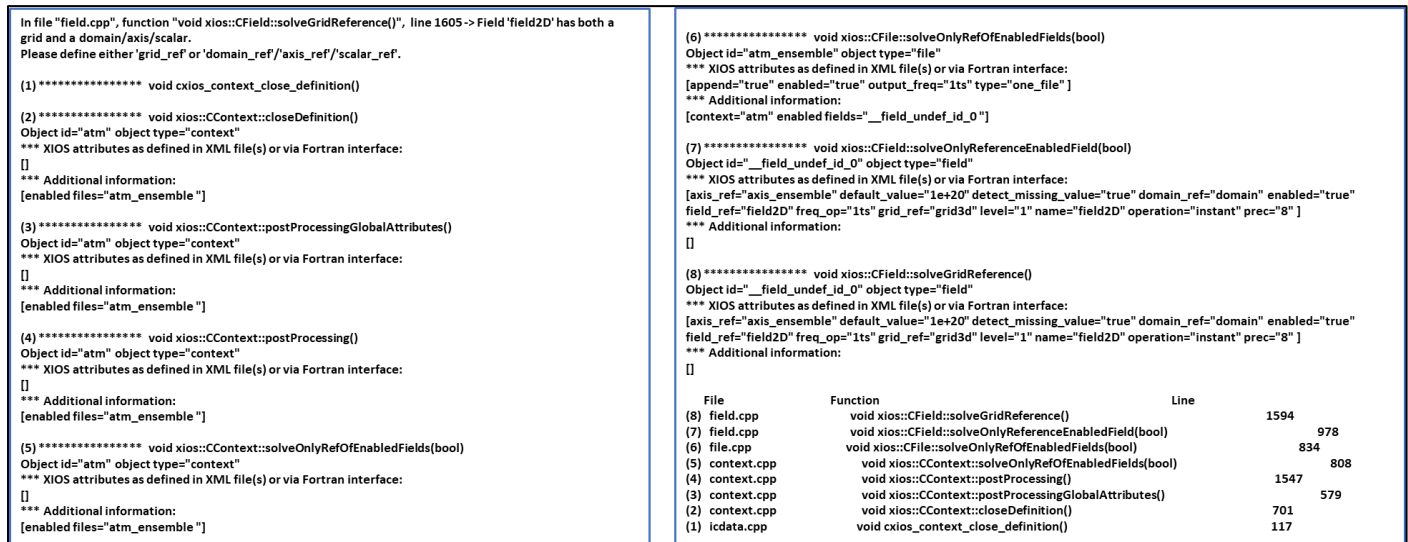 In file "field.cpp", function "void xios::CField::solveGridReference()", line 1605 -> Field 'field2D' has both a
grid and a domain/axis/scalar.
Please define either 'grid_ref' or 'domain_ref'/'axis_ref'/'scalar_ref'.
(1) **************** void cxios_context_close_definition()
(2) **************** void xios::CContext::closeDefinition()
Object id="atm" object type="context"
*** XIOS attributes as defined in XML file(s) or via Fortran interface:
[]
*** Additional information:
[enabled files="atm_ensemble "]
(3) **************** void xios::CContext::postProcessingGlobalAttributes()
Object id="atm" object type="context"
*** XIOS attributes as defined in XML file(s) or via Fortran interface:
[]
*** Additional information:
[enabled files="atm_ensemble "]
(4) **************** void xios::CContext::postProcessing()
Object id="atm" object type="context"
*** XIOS attributes as defined in XML file(s) or via Fortran interface:
[]
*** Additional information:
[enabled files="atm_ensemble "]
(5) **************** void xios::CContext::solveOnlyRefOfEnabledFields(bool)
Object id="atm" object type="context"
*** XIOS attributes as defined in XML file(s) or via Fortran interface:
[]
*** Additional information:
[enabled files="atm_ensemble "]
(6) **************** void xios::CFile::solveOnlyRefOfEnabledFields(bool)
Object id="atm_ensemble" object type="file"
*** XIOS attributes as defined in XML file(s) or via Fortran interface:
[append="true" enabled="true" output_freq="1ts" type="one_file" ]
*** Additional information:
[context="atm" enabled fields="__field_undef_id_0 "]
(7) **************** void xios::CField::solveOnlyReferenceEnabledField(bool)
Object id="__field_undef_id_0" object type="field"
*** XIOS attributes as defined in XML file(s) or via Fortran interface:
[axis_ref="axis_ensemble" default_value="1e+20" detect_missing_value="true" domain_ref="domain" enabled="true"
field_ref="field2D" freq_op="1ts" grid_ref="grid3d" level="1" name="field2D" operation="instant" prec="8" ]
*** Additional information:
[]
(8) **************** void xios::CField::solveGridReference()
Object id="__field_undef_id_0" object type="field"
*** XIOS attributes as defined in XML file(s) or via Fortran interface:
[axis_ref="axis_ensemble" default_value="1e+20" detect_missing_value="true" domain_ref="domain" enabled="true"
field_ref="field2D" freq_op="1ts" grid_ref="grid3d" level="1" name="field2D" operation="instant" prec="8" ]
*** Additional information:
[]
File Function Line
(8) field.cpp void xios::CField::solveGridReference() 1594
(7) field.cpp void xios::CField::solveOnlyReferenceEnabledField(bool) 978
(6) file.cpp void xios::CFile::solveOnlyRefOfEnabledFields(bool) 834
(5) context.cpp void xios::CContext::solveOnlyRefOfEnabledFields(bool) 808
(4) context.cpp void xios::CContext::postProcessing() 1547
(3) context.cpp void xios::CContext::postProcessingGlobalAttributes() 579
(2) context.cpp void xios::CContext::closeDefinition() 701
(1) icdata.cpp void cxios_context_close_definition() 117